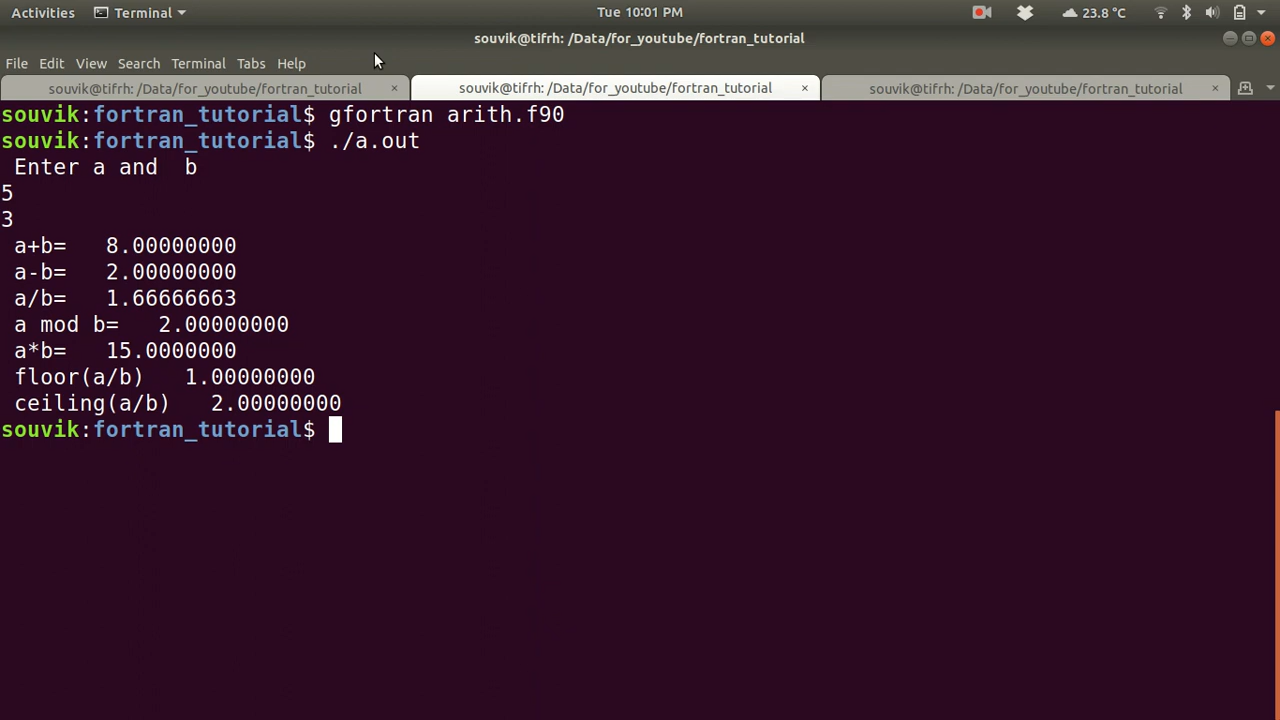 Activities Terminal Tue 10:01 PM 23.8 °C
souvik@tifrh: /Data/for_youtube/fortran_tutorial
File Edit View Search Terminal Tabs Help
souvik@tifrh: /Data/for_youtube/fortran_tutorial × souvik@tifrh: /Data/for_youtube/fortran_tutorial × souvik@tifrh: /Data/for_youtube/fortran_tutorial ×
souvik:fortran_tutorial$ gfortran arith.f90
souvik:fortran_tutorial$ ./a.out
 Enter a and  b
5
3
 a+b=   8.00000000
 a-b=   2.00000000
 a/b=   1.66666663
 a mod b=   2.00000000
 a*b=   15.0000000
 floor(a/b)   1.00000000
 ceiling(a/b)   2.00000000
souvik:fortran_tutorial$